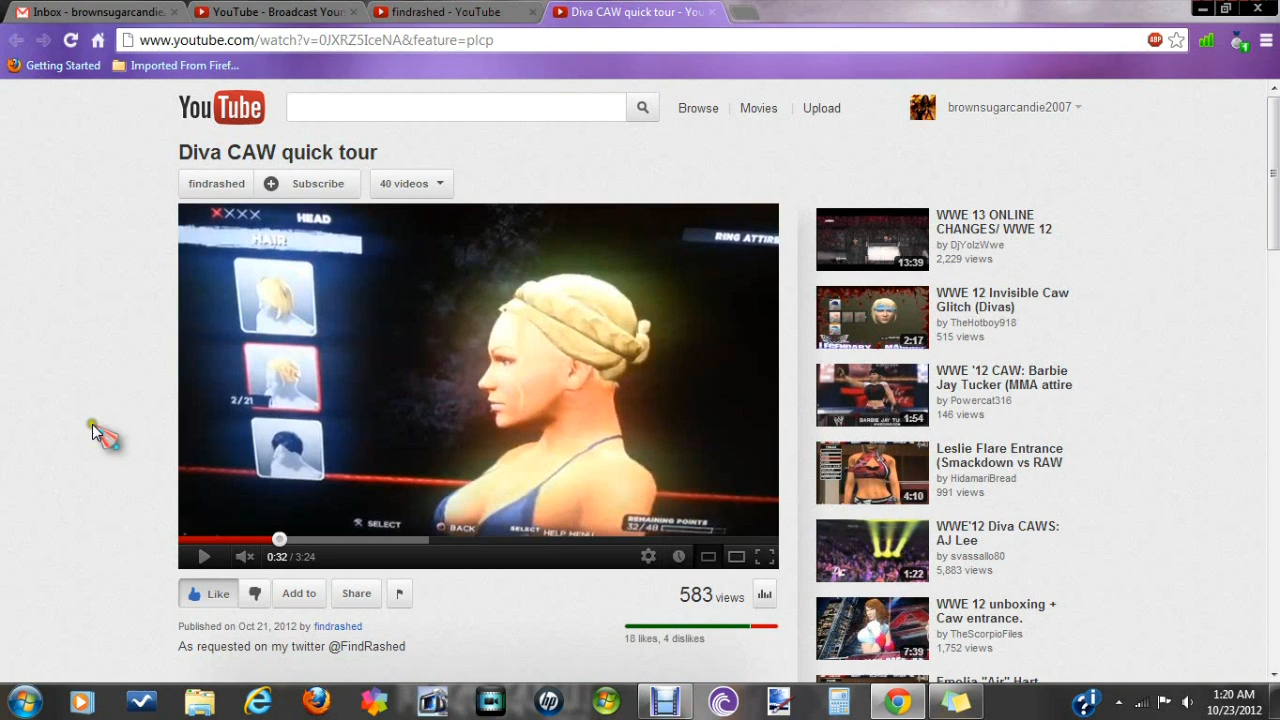 Inbox - brownsugarcandie.
YouTube - Broadcast Your
findrashed - YouTube
Diva CAW quick tour - You
www.youtube.com/watch?v=0JXRZ5IceNA&feature=plcp
ABP
Getting Started
Imported From Firef...
YouTube
Browse
Movies
Upload
brownsugarcandie2007
Diva CAW quick tour
findrashed
Subscribe
40 videos
XXXX HEAD
HAIR
RING ATTIRE
2/21
SELECT
BACK
SELECT HELP MENU
REMAINING POINTS
32/48
0:32 / 3:24
Like
Add to
Share
583 views
Published on Oct 21, 2012 by findrashed
18 likes, 4 dislikes
As requested on my twitter @FindRashed
WWE 13 ONLINE
CHANGES/ WWE 12
by DjYolzWwe
2,229 views
13:39
WWE 12 Invisible Caw
Glitch (Divas)
by TheHotboy918
515 views
2:17
WWE '12 CAW: Barbie
Jay Tucker (MMA attire
by Powercat316
146 views
1:54
Leslie Flare Entrance
(Smackdown vs RAW
by HidamariBread
991 views
4:10
WWE'12 Diva CAWS:
AJ Lee
by svassallo80
5,883 views
1:22
WWE 12 unboxing +
Caw entrance.
by TheScorpioFiles
1,752 views
7:39
Emelia "Air" Hart
hp
1:20 AM
10/23/2012